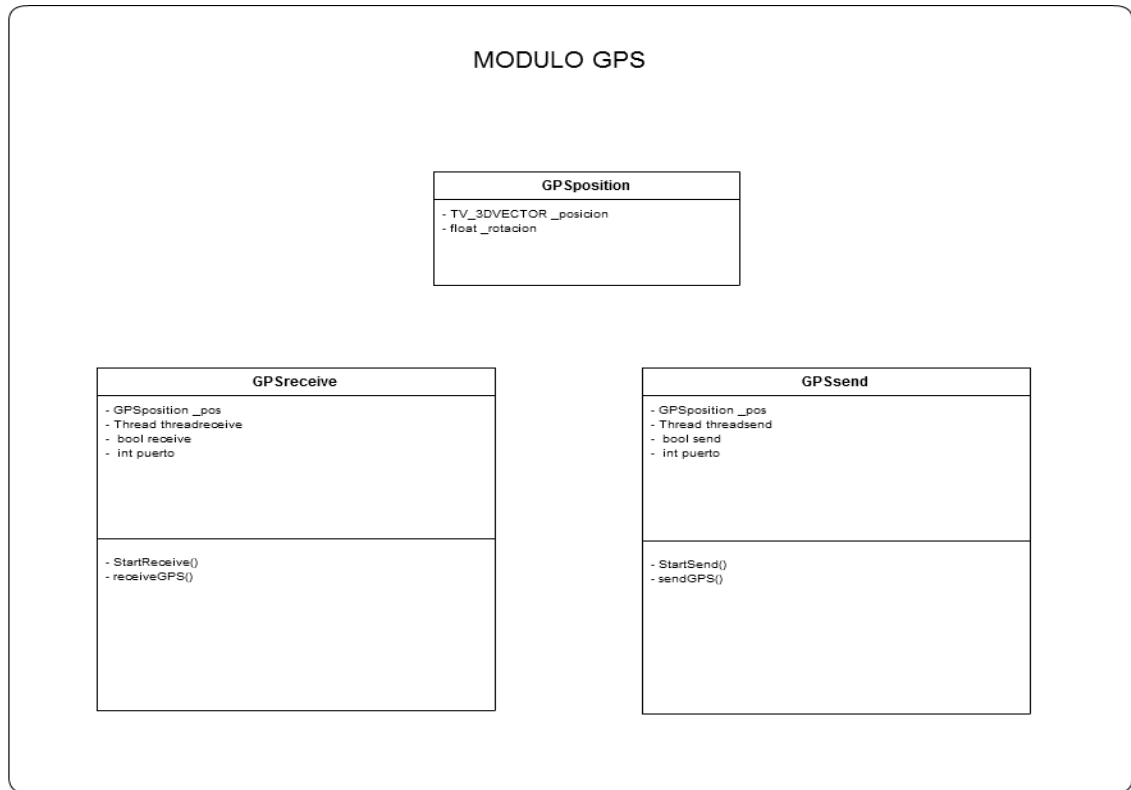 MODULO GPS
GPSposition
- TV_3DVECTOR _posicion
- float _rotacion
GPSreceive
- GPSposition _pos
- Thread threadreceive
- bool receive
- int puerto
- StartReceive()
- receiveGPS()
GPSsend
- GPSposition _pos
- Thread threadsend
- bool send
- int puerto
- StartSend()
- sendGPS()